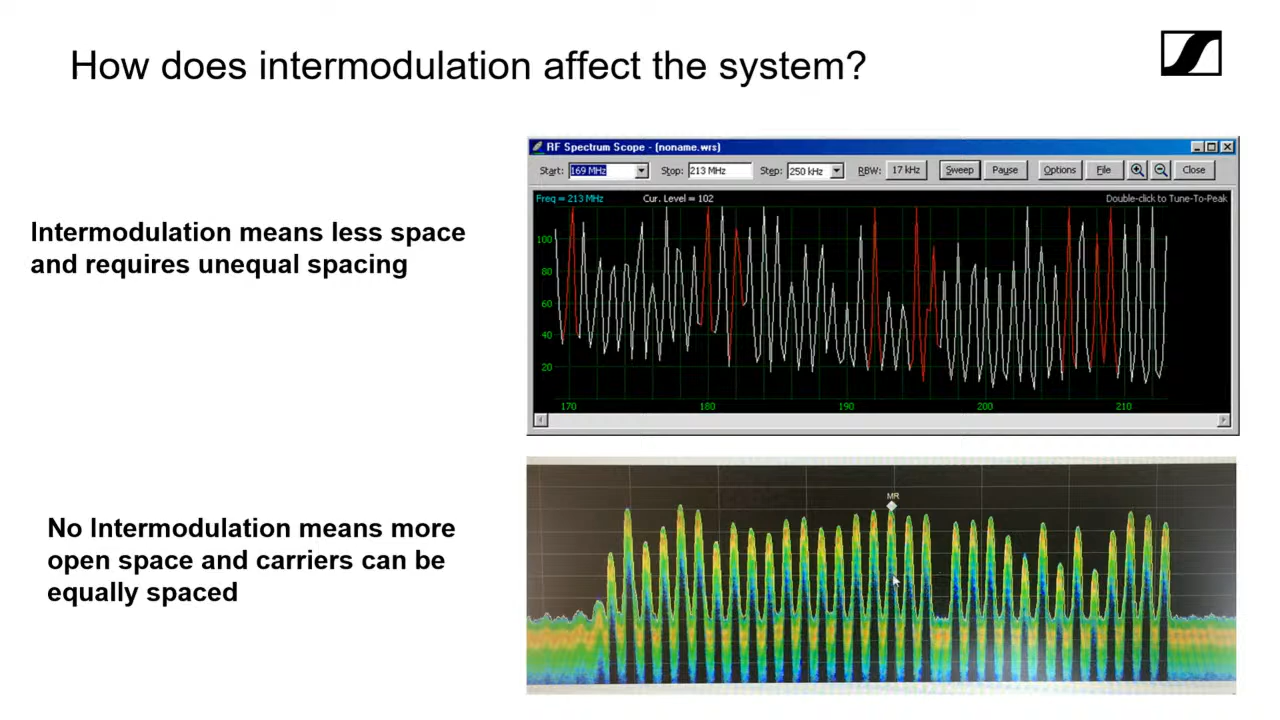 How does intermodulation affect the system?
Intermodulation means less space
and requires unequal spacing
RF Spectrum Scope - [noname.wrs]
Start: 169 MHz Stop: 213 MHz Step: 250 kHz RBW: 17 kHz Sweep Pause Options File Close
Freq = 213 MHz Cur. Level = 102 Double-click to Tune-To-Peak
100
80
60
40
20
170 180 190 200 210
No Intermodulation means more
open space and carriers can be
equally spaced
MR